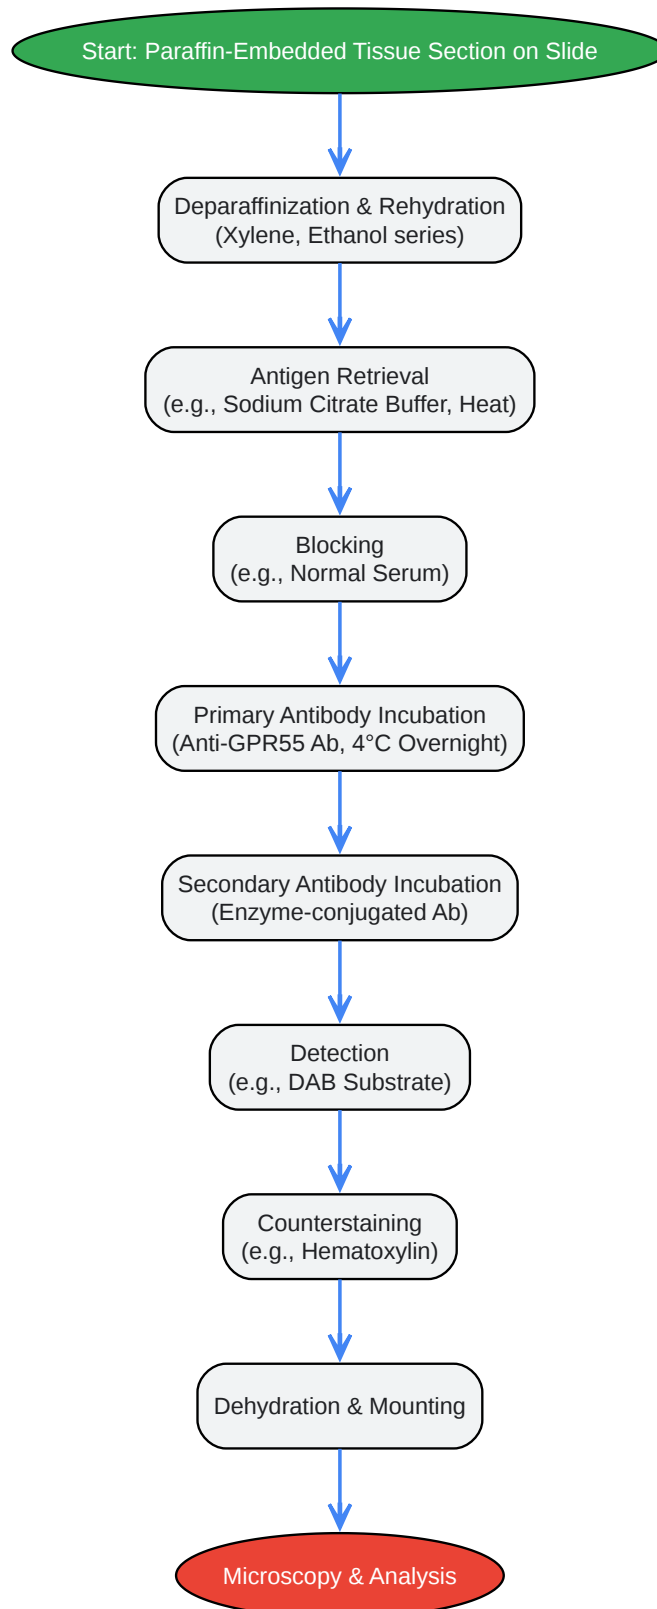 Start: Paraffin-Embedded Tissue Section on Slide
Deparaffinization & Rehydration
(Xylene, Ethanol series)
Antigen Retrieval
(e.g., Sodium Citrate Buffer, Heat)
Blocking
(e.g., Normal Serum)
Primary Antibody Incubation
(Anti-GPR55 Ab, 4°C Overnight)
Secondary Antibody Incubation
(Enzyme-conjugated Ab)
Detection
(e.g., DAB Substrate)
Counterstaining
(e.g., Hematoxylin)
Dehydration & Mounting
Microscopy & Analysis